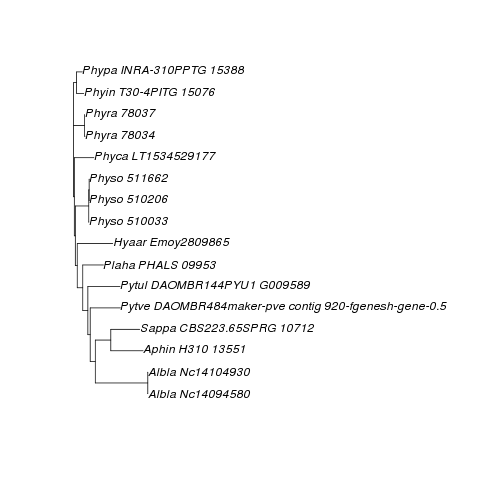 Phypa INRA-310PPTG 15388
Phyin T30-4PITG 15076
Phyra 78037
Phyra 78034
Phyca LT1534529177
Physo 511662
Physo 510206
Physo 510033
Hyaar Emoy2809865
Plaha PHALS 09953
Pytul DAOMBR144PYU1 G009589
Pytve DAOMBR484maker-pve contig 920-fgenesh-gene-0.5
Sappa CBS223.65SPRG 10712
Aphin H310 13551
Albla Nc14104930
Albla Nc14094580